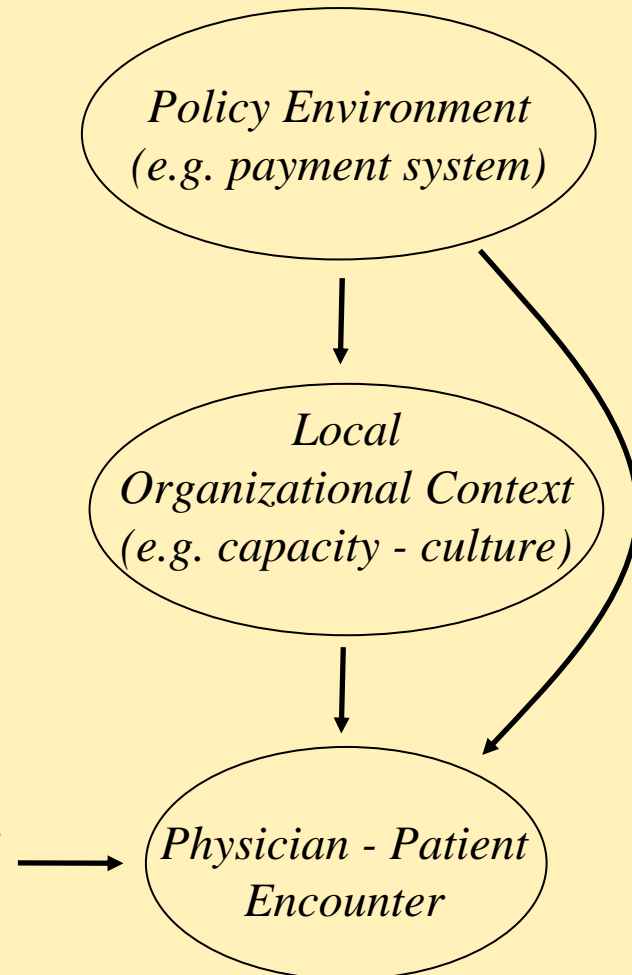 Policy Environment
(e.g. payment system)
Local
Organizational Context
(e.g. capacity - culture)
Physician - Patient
Encounter